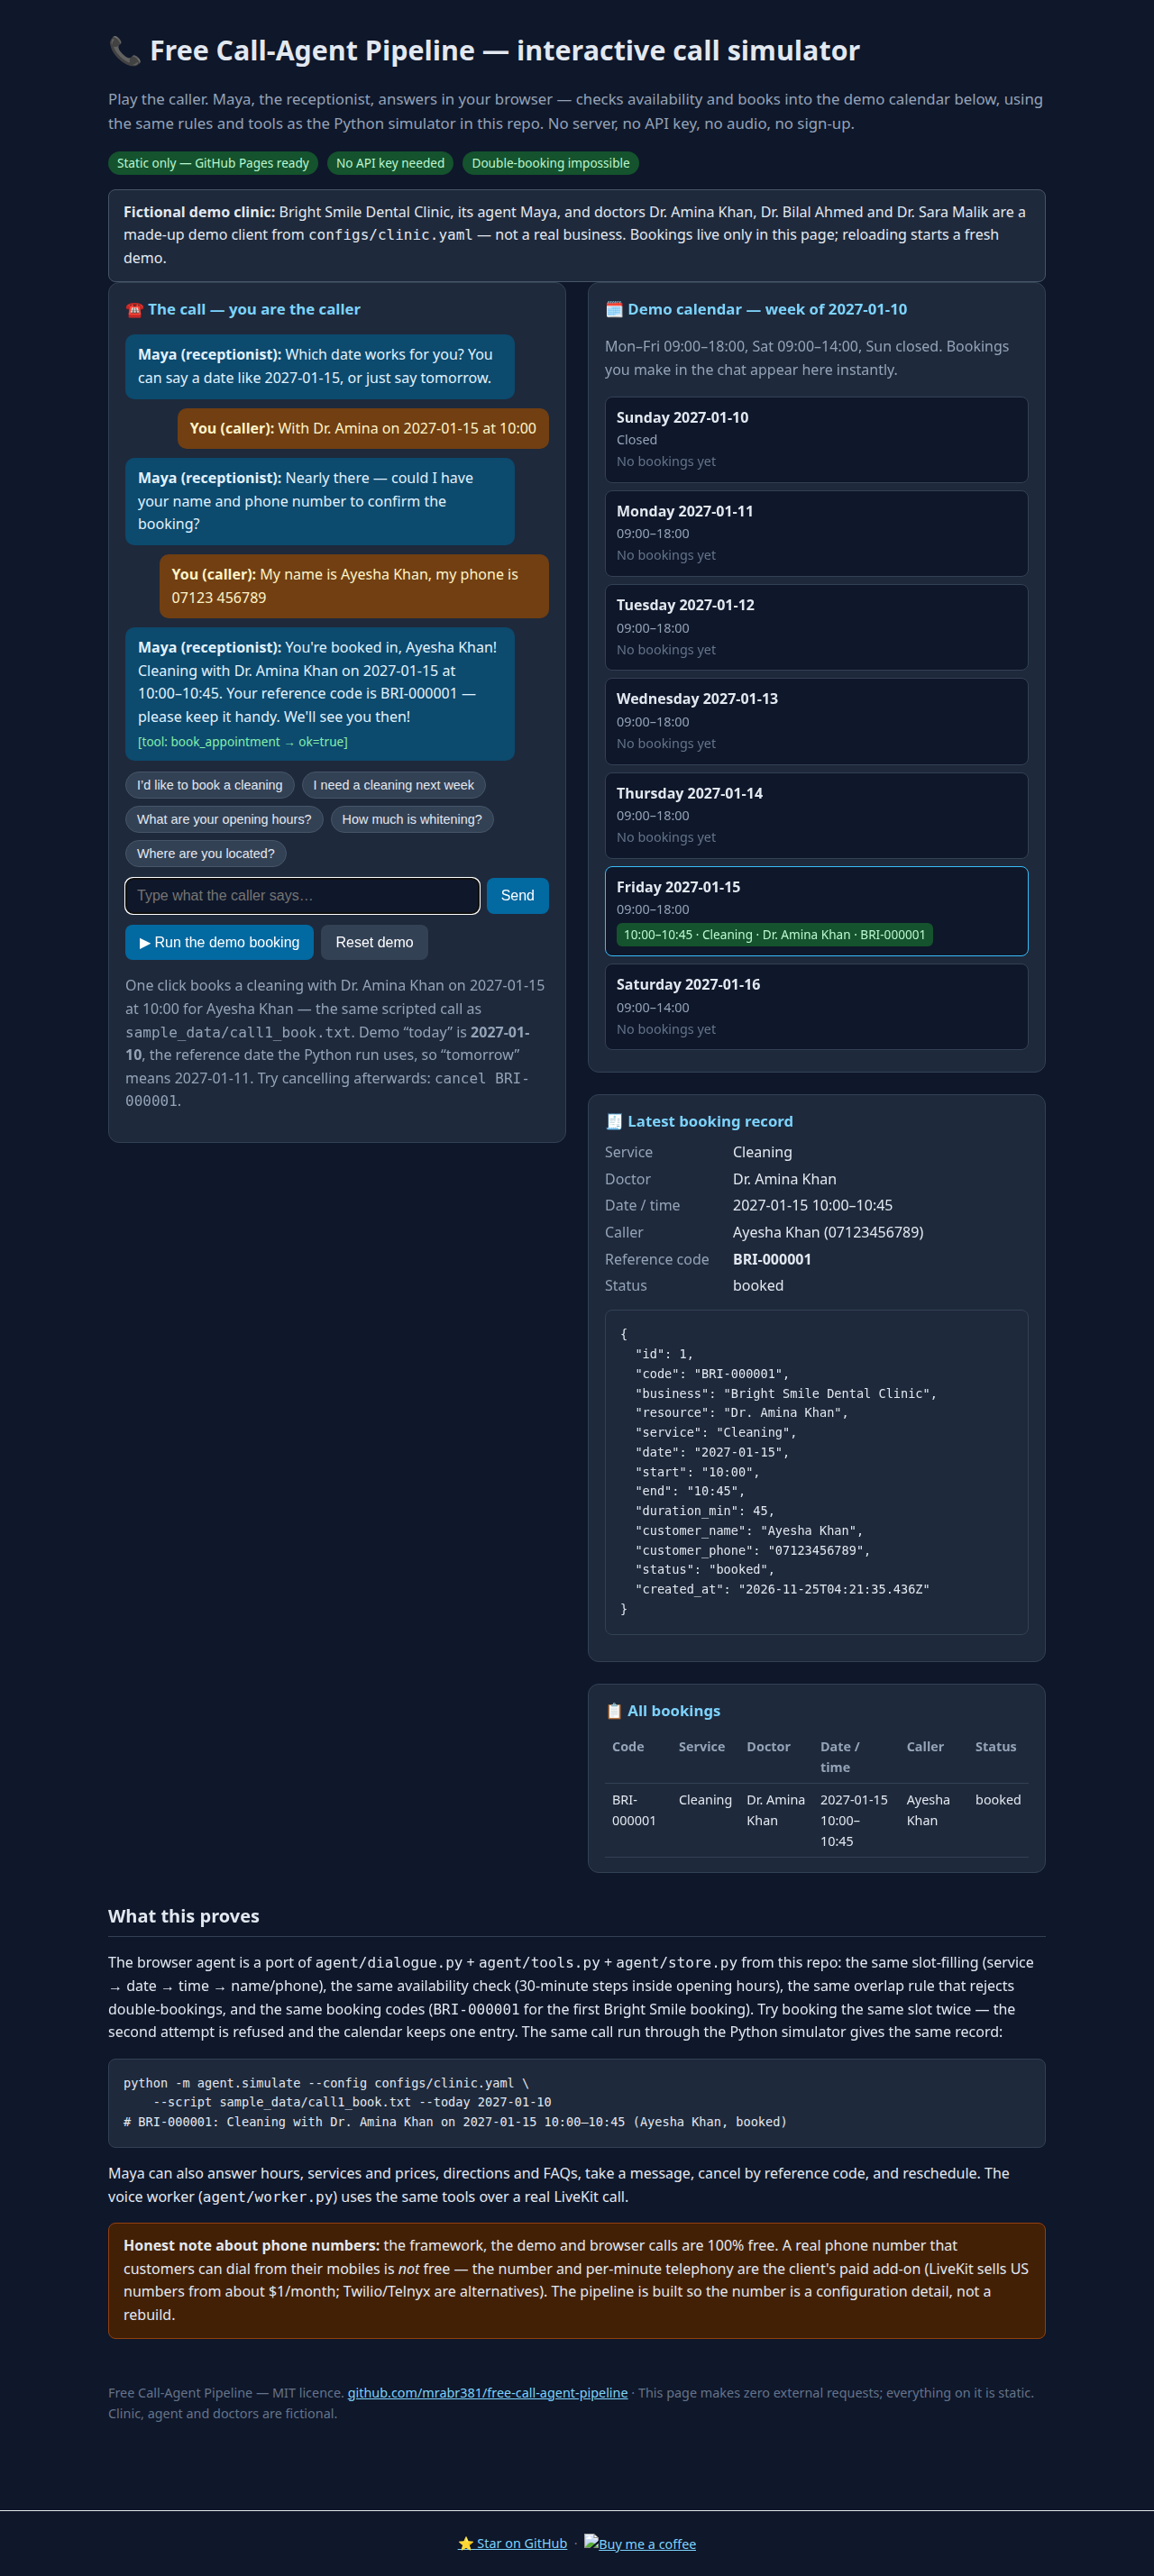 📞 Free Call-Agent Pipeline — interactive call simulator
Play the caller. Maya, the receptionist, answers in your browser — checks availability and books into the demo calendar below, using
the same rules and tools as the Python simulator in this repo. No server, no API key, no audio, no sign-up.
Static only — GitHub Pages ready
No API key needed
Double-booking impossible
Fictional demo clinic: Bright Smile Dental Clinic, its agent Maya, and doctors Dr. Amina Khan, Dr. Bilal Ahmed and Dr. Sara Malik are a
made-up demo client from configs/clinic.yaml — not a real business. Bookings live only in this page; reloading starts a fresh
demo.
☎️ The call — you are the caller
Maya (receptionist): Which date works for you? You
can say a date like 2027-01-15, or just say tomorrow.
You (caller): With Dr. Amina on 2027-01-15 at 10:00
Maya (receptionist): Nearly there — could I have
your name and phone number to confirm the
booking?
You (caller): My name is Ayesha Khan, my phone is
07123 456789
Maya (receptionist): You're booked in, Ayesha Khan!
Cleaning with Dr. Amina Khan on 2027-01-15 at
10:00–10:45. Your reference code is BRI-000001 —
please keep it handy. We'll see you then!
[tool: book_appointment → ok=true]
I'd like to book a cleaning
I need a cleaning next week
What are your opening hours?
How much is whitening?
Where are you located?
Type what the caller says…
Send
▶ Run the demo booking
Reset demo
One click books a cleaning with Dr. Amina Khan on 2027-01-15
at 10:00 for Ayesha Khan — the same scripted call as
sample_data/call1_book.txt. Demo “today” is 2027-01-
10, the reference date the Python run uses, so “tomorrow”
means 2027-01-11. Try cancelling afterwards: cancel BRI-
000001.
🗓️ Demo calendar — week of 2027-01-10
Mon–Fri 09:00–18:00, Sat 09:00–14:00, Sun closed. Bookings
you make in the chat appear here instantly.
Sunday 2027-01-10
Closed
No bookings yet
Monday 2027-01-11
09:00–18:00
No bookings yet
Tuesday 2027-01-12
09:00–18:00
No bookings yet
Wednesday 2027-01-13
09:00–18:00
No bookings yet
Thursday 2027-01-14
09:00–18:00
No bookings yet
Friday 2027-01-15
09:00–18:00
10:00–10:45 · Cleaning · Dr. Amina Khan · BRI-000001
Saturday 2027-01-16
09:00–14:00
No bookings yet
🧾 Latest booking record
Service Cleaning
Doctor Dr. Amina Khan
Date / time 2027-01-15 10:00–10:45
Caller Ayesha Khan (07123456789)
Reference code BRI-000001
Status booked
{
"id": 1,
"code": "BRI-000001",
"business": "Bright Smile Dental Clinic",
"resource": "Dr. Amina Khan",
"service": "Cleaning",
"date": "2027-01-15",
"start": "10:00",
"end": "10:45",
"duration_min": 45,
"customer_name": "Ayesha Khan",
"customer_phone": "07123456789",
"status": "booked",
"created_at": "2026-11-25T04:21:35.436Z"
}
📋 All bookings
Code Service Doctor Date / Caller Status
time
BRI- Cleaning Dr. Amina 2027-01-15 Ayesha booked
000001 Khan 10:00– Khan
10:45
What this proves
The browser agent is a port of agent/dialogue.py + agent/tools.py + agent/store.py from this repo: the same slot-filling (service
→ date → time → name/phone), the same availability check (30-minute steps inside opening hours), the same overlap rule that rejects
double-bookings, and the same booking codes (BRI-000001 for the first Bright Smile booking). Try booking the same slot twice — the
second attempt is refused and the calendar keeps one entry. The same call run through the Python simulator gives the same record:
python -m agent.simulate --config configs/clinic.yaml \
--script sample_data/call1_book.txt --today 2027-01-10
# BRI-000001: Cleaning with Dr. Amina Khan on 2027-01-15 10:00–10:45 (Ayesha Khan, booked)
Maya can also answer hours, services and prices, directions and FAQs, take a message, cancel by reference code, and reschedule. The
voice worker (agent/worker.py) uses the same tools over a real LiveKit call.
Honest note about phone numbers: the framework, the demo and browser calls are 100% free. A real phone number that
customers can dial from their mobiles is not free — the number and per-minute telephony are the client's paid add-on (LiveKit sells US
numbers from about $1/month; Twilio/Telnyx are alternatives). The pipeline is built so the number is a configuration detail, not a
rebuild.
Free Call-Agent Pipeline — MIT licence. github.com/mrabr381/free-call-agent-pipeline · This page makes zero external requests; everything on it is static.
Clinic, agent and doctors are fictional.
⭐ Star on GitHub · Buy me a coffee